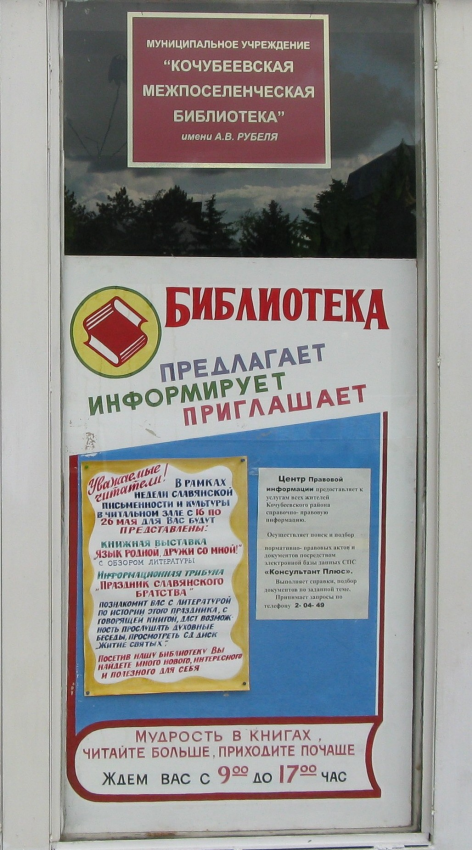 МУНИЦИПАЛЬНОЕ УЧРЕЖДЕНИЕ
"КОЧУБЕЕВСКАЯ
МЕЖПОСЕЛЕНЧЕСКАЯ
БИБЛИОТЕКА"
имени А.В. РУБЕЛЯ
БИБЛИОТЕКА
ПРЕДЛАГАЕТ
ИНФОРМИРУЕТ
ПРИГЛАШАЕТ
Уважаемые
читатели!
В РАМКАХ
НЕДЕЛИ СЛАВЯНСКОЙ
ПИСЬМЕННОСТИ И КУЛЬТУРЫ
В ЧИТАЛЬНОМ ЗАЛЕ С 16 ПО
26 МАЯ ДЛЯ ВАС БУДУТ
ПРЕДСТАВЛЕНЫ:
КНИЖНАЯ ВЫСТАВКА
"ЯЗЫК РОДНОЙ, ДРУЖИ СО МНОЙ!"
С ОБЗОРОМ ЛИТЕРАТУРЫ.
ИНФОРМАЦИОННАЯ ТРИБУНА
"ПРАЗДНИК СЛАВЯНСКОГО
БРАТСТВА"
ПОЗНАКОМИТ ВАС С ЛИТЕРАТУРОЙ
ПО ИСТОРИИ ЭТОГО ПРАЗДНИКА, С
ГОВОРЯЩЕЙ КНИГОЙ, ДАСТ ВОЗМОЖ-
НОСТЬ ПРОСЛУШАТЬ ДУХОВНЫЕ
БЕСЕДЫ, ПРОСМОТРЕТЬ СД ДИСК
"ЖИТИЕ СВЯТЫХ".
ПОСЕТИВ НАШУ БИБЛИОТЕКУ ВЫ
НАЙДЕТЕ МНОГО НОВОГО, ИНТЕРЕСНОГО
И ПОЛЕЗНОГО ДЛЯ СЕБЯ
Центр Правовой
информации предоставляет к
услугам всех жителей
Кочубеевского района
справочно- правовую
информацию.
Осуществляет поиск и подбор
нормативно- правовых актов и
документов посредством
электронной базы данных СПС
«Консультант Плюс».
Выполняет справки, подбор
документов по заданной теме.
Принимает запросы по
телефону 2- 04- 40
МУДРОСТЬ В КНИГАХ,
ЧИТАЙТЕ БОЛЬШЕ, ПРИХОДИТЕ ПОЧАЩЕ
ЖДЕМ ВАС С 9⁰⁰ ДО 17⁰⁰ ЧАС